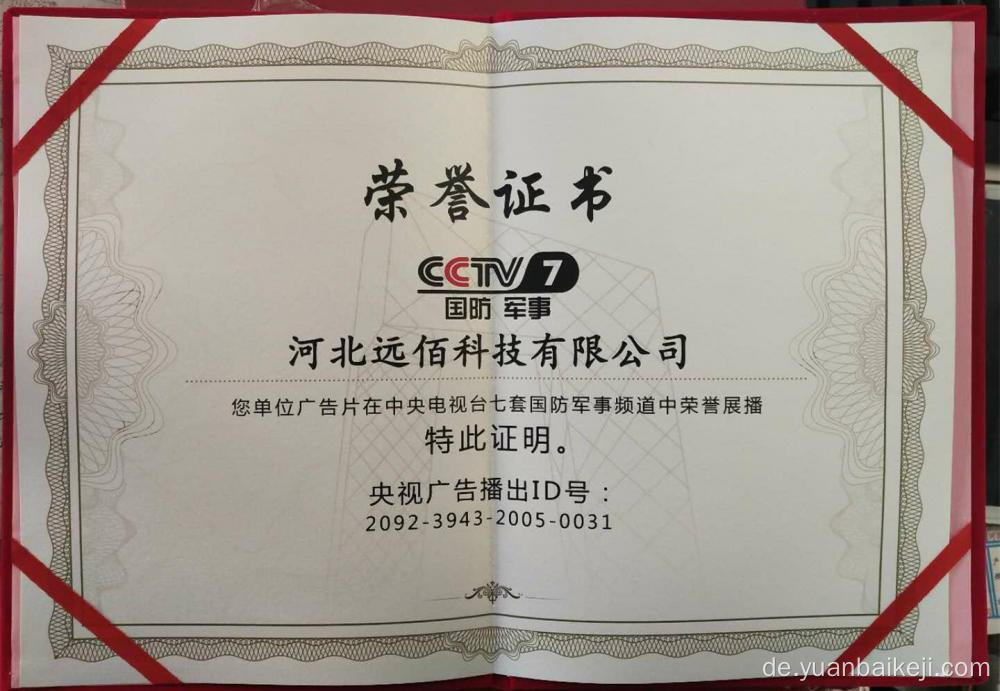 荣誉证书
CCTV 7
国防 军事
河北远佰科技有限公司
您单位广告片在中央电视台七套国防军事频道中荣誉展播
特此证明。
央视广告播出ID号：
2092-3943-2005-0031
de.yuanbaikeji.com